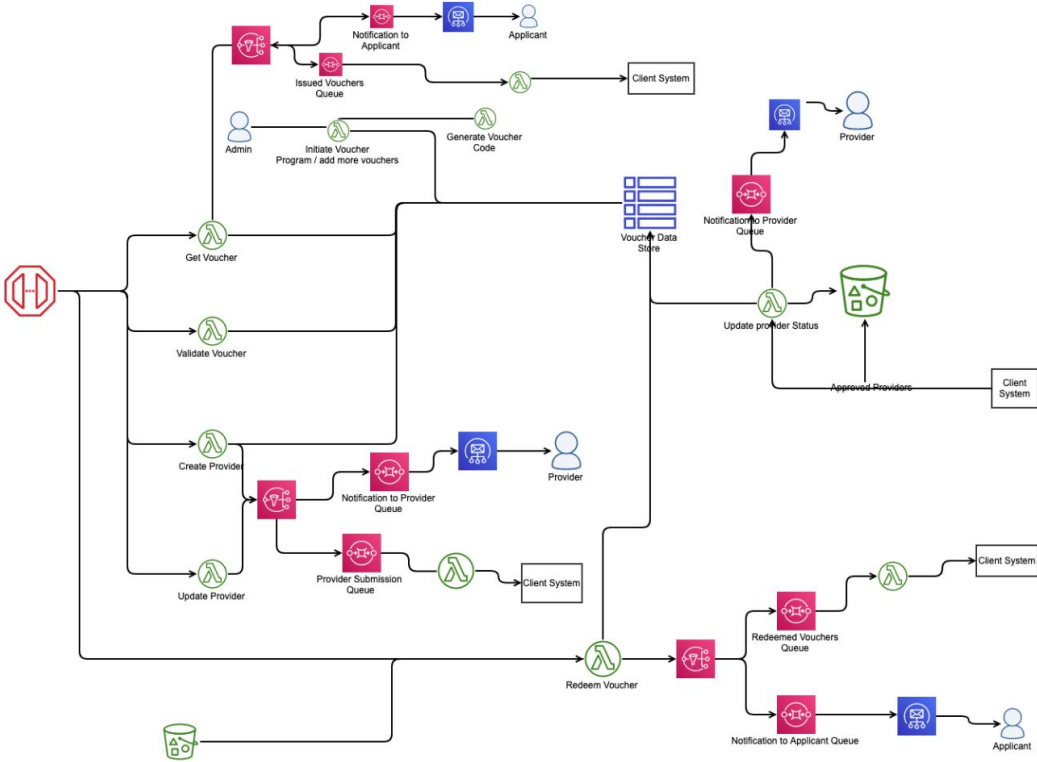 Notification to
Applicant
Applicant
Issued Vouchers
Queue
Client System
Admin
Initiate Voucher
Program / add more vouchers
Generate Voucher
Code
Provider
Notification to Provider
Queue
Voucher Data
Store
Get Voucher
Update provider Status
Validate Voucher
Approved Providers
Client
System
Create Provider
Notification to Provider
Queue
Provider
Provider Submission
Queue
Client System
Update Provider
Client System
Redeemed Vouchers
Queue
Redeem Voucher
Notification to Applicant Queue
Applicant